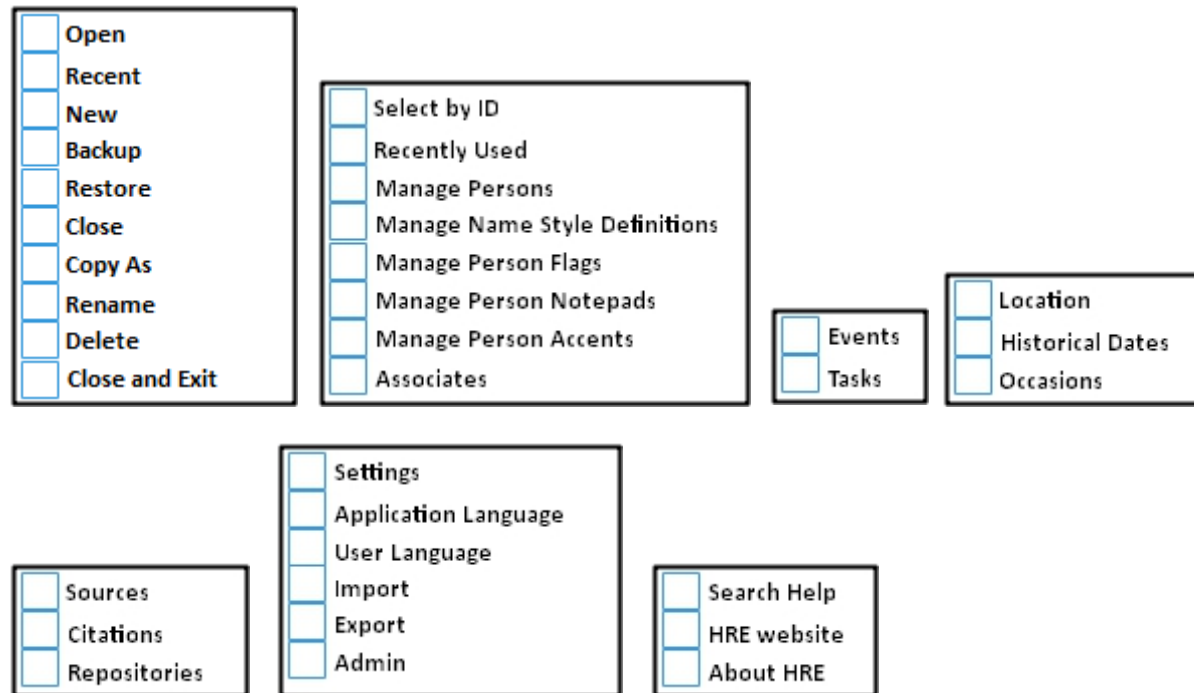 Open
Recent
New
Backup
Restore
Close
Copy As
Rename
Delete
Close and Exit
Select by ID
Recently Used
Manage Persons
Manage Name Style Definitions
Manage Person Flags
Manage Person Notepads
Manage Person Accents
Associates
Events
Tasks
Location
Historical Dates
Occasions
Sources
Citations
Repositories
Settings
Application Language
User Language
Import
Export
Admin
Search Help
HRE website
About HRE